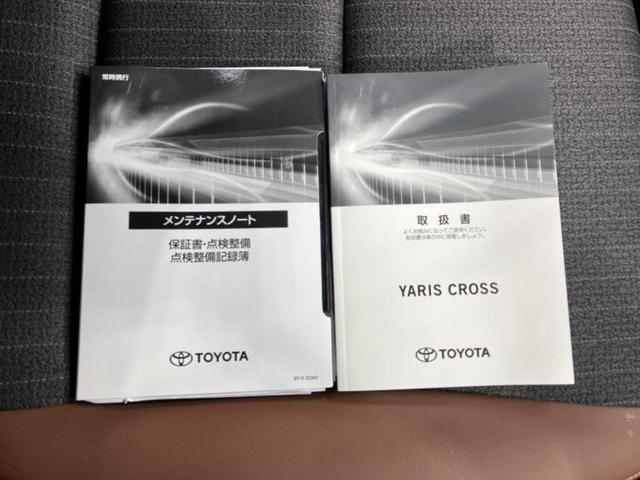 常時携行
メンテナンスノート
保証書・点検整備
点検整備記録簿
TOYOTA
取扱書
よくお読みになってご使用ください。
取扱書は車の中に保管しましょう。
YARIS CROSS
TOYOTA